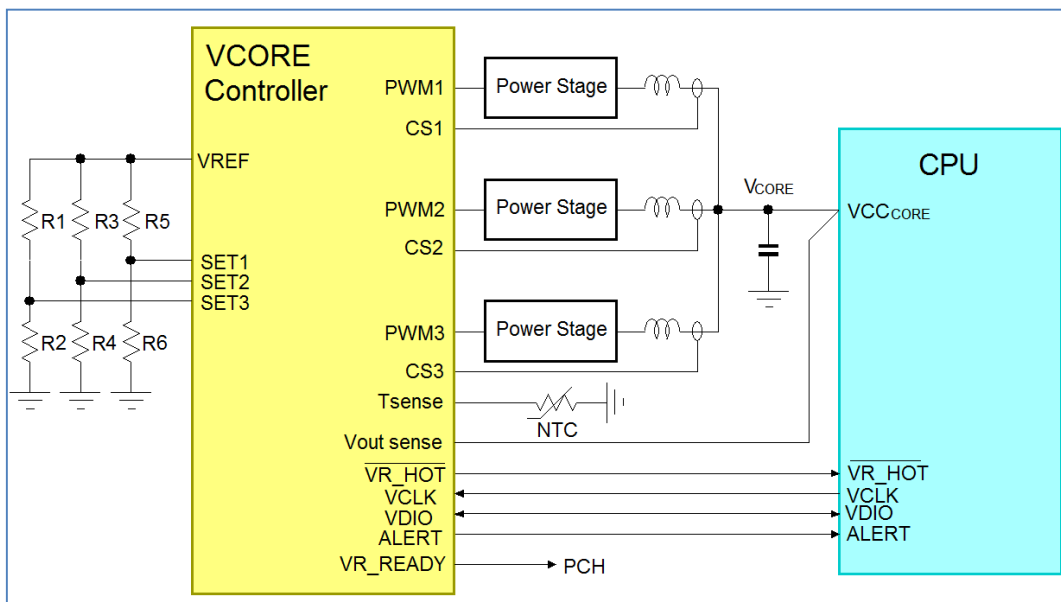 VCORE
Controller
VREF
R1
R3
R5
SET1
SET2
SET3
R2
R4
R6
PWM1
CS1
PWM2
CS2
PWM3
CS3
Tsense
Vout sense
VR_HOT
VCLK
VDIO
ALERT
VR_READY
Power Stage
Power Stage
Power Stage
NTC
PCH
VCORE
CPU
VCCCORE
VR_HOT
VCLK
VDIO
ALERT